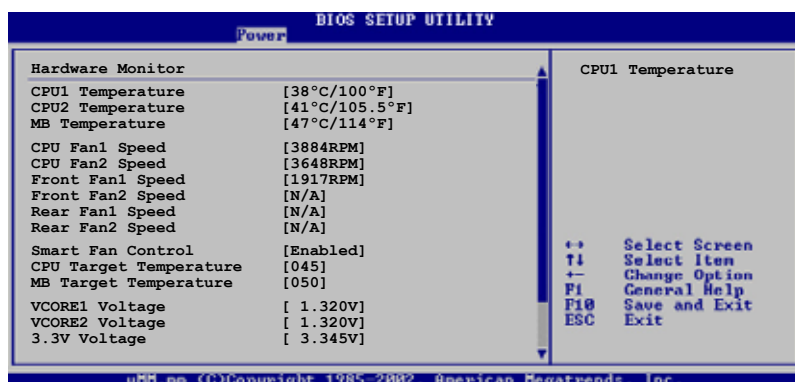 BIOS SETUP UTILITY
Power
Hardware Monitor
CPU1 Temperature [38°C/100°F]
CPU2 Temperature [41°C/105.5°F]
MB Temperature [47°C/114°F]
CPU Fan1 Speed [3884RPM]
CPU Fan2 Speed [3648RPM]
Front Fan1 Speed [1917RPM]
Front Fan2 Speed [N/A]
Rear Fan1 Speed [N/A]
Rear Fan2 Speed [N/A]
Smart Fan Control [Enabled]
CPU Target Temperature [045]
MB Target Temperature [050]
VCORE1 Voltage [ 1.320V]
VCORE2 Voltage [ 1.320V]
3.3V Voltage [ 3.345V]
CPU1 Temperature
↔ Select Screen
↑↓ Select Item
+- Change Option
F1 General Help
F10 Save and Exit
ESC Exit
(C)Copyright 1985-2002, American Megatrends, Inc